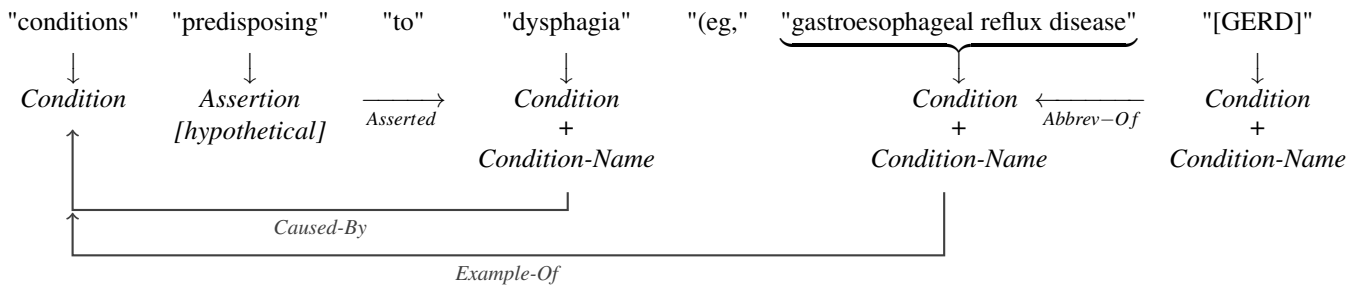 "conditions" "predisposing" "to" "dysphagia" "(eg," "gastroesophageal reflux disease" "[GERD]"
Condition Assertion Condition Condition Condition
[hypothetical] Asserted + + Abbrev−Of +
Condition-Name Condition-Name Condition-Name
Caused-By
Example-Of